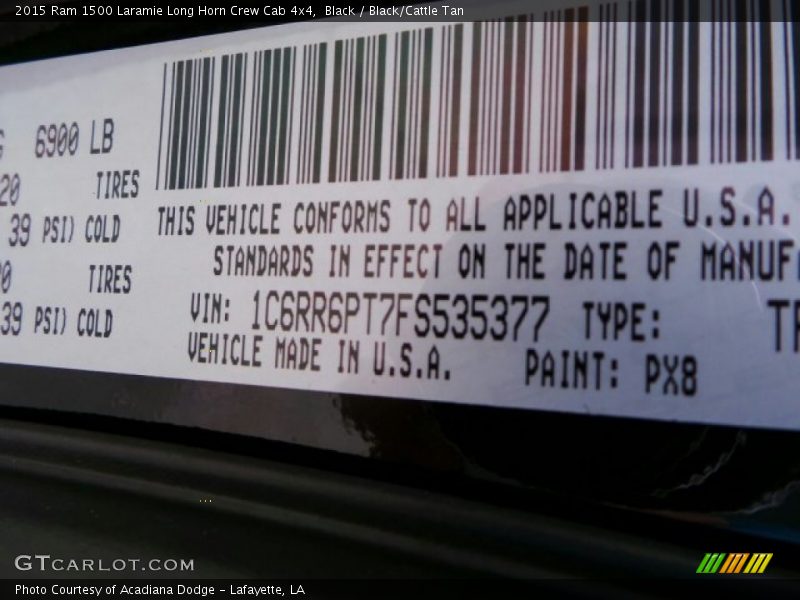 2015 Ram 1500 Laramie Long Horn Crew Cab 4x4, Black / Black/Cattle Tan
6900 LB
20 TIRES
39 PSI) COLD
0 TIRES
39 PSI) COLD
THIS VEHICLE CONFORMS TO ALL APPLICABLE U.S.A.
STANDARDS IN EFFECT ON THE DATE OF MANUF
VIN: 1C6RR6PT7FS535377 TYPE:
VEHICLE MADE IN U.S.A. PAINT: PX8
GTCARLOT.COM
Photo Courtesy of Acadiana Dodge - Lafayette, LA